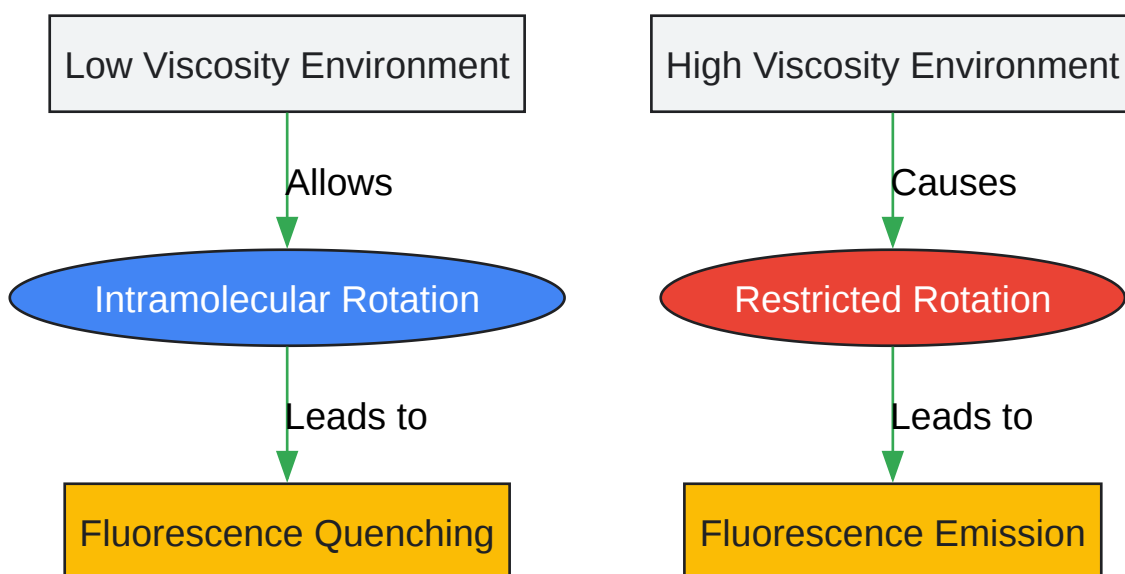 Low Viscosity Environment
High Viscosity Environment
Allows
Causes
Intramolecular Rotation
Restricted Rotation
Leads to
Leads to
Fluorescence Quenching
Fluorescence Emission